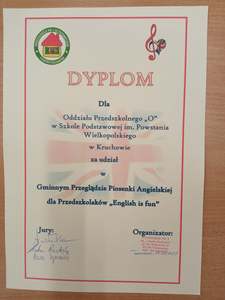 DYPLOM
Dla
Oddziału Przedszkolnego „O”
w Szkole Podstawowej im. Powstania
Wielkopolskiego
w Kruchowie
za udział
w
Gminnym Przeglądzie Piosenki Angielskiej
dla Przedszkolaków „English is fun”
Jury:
Organizator: